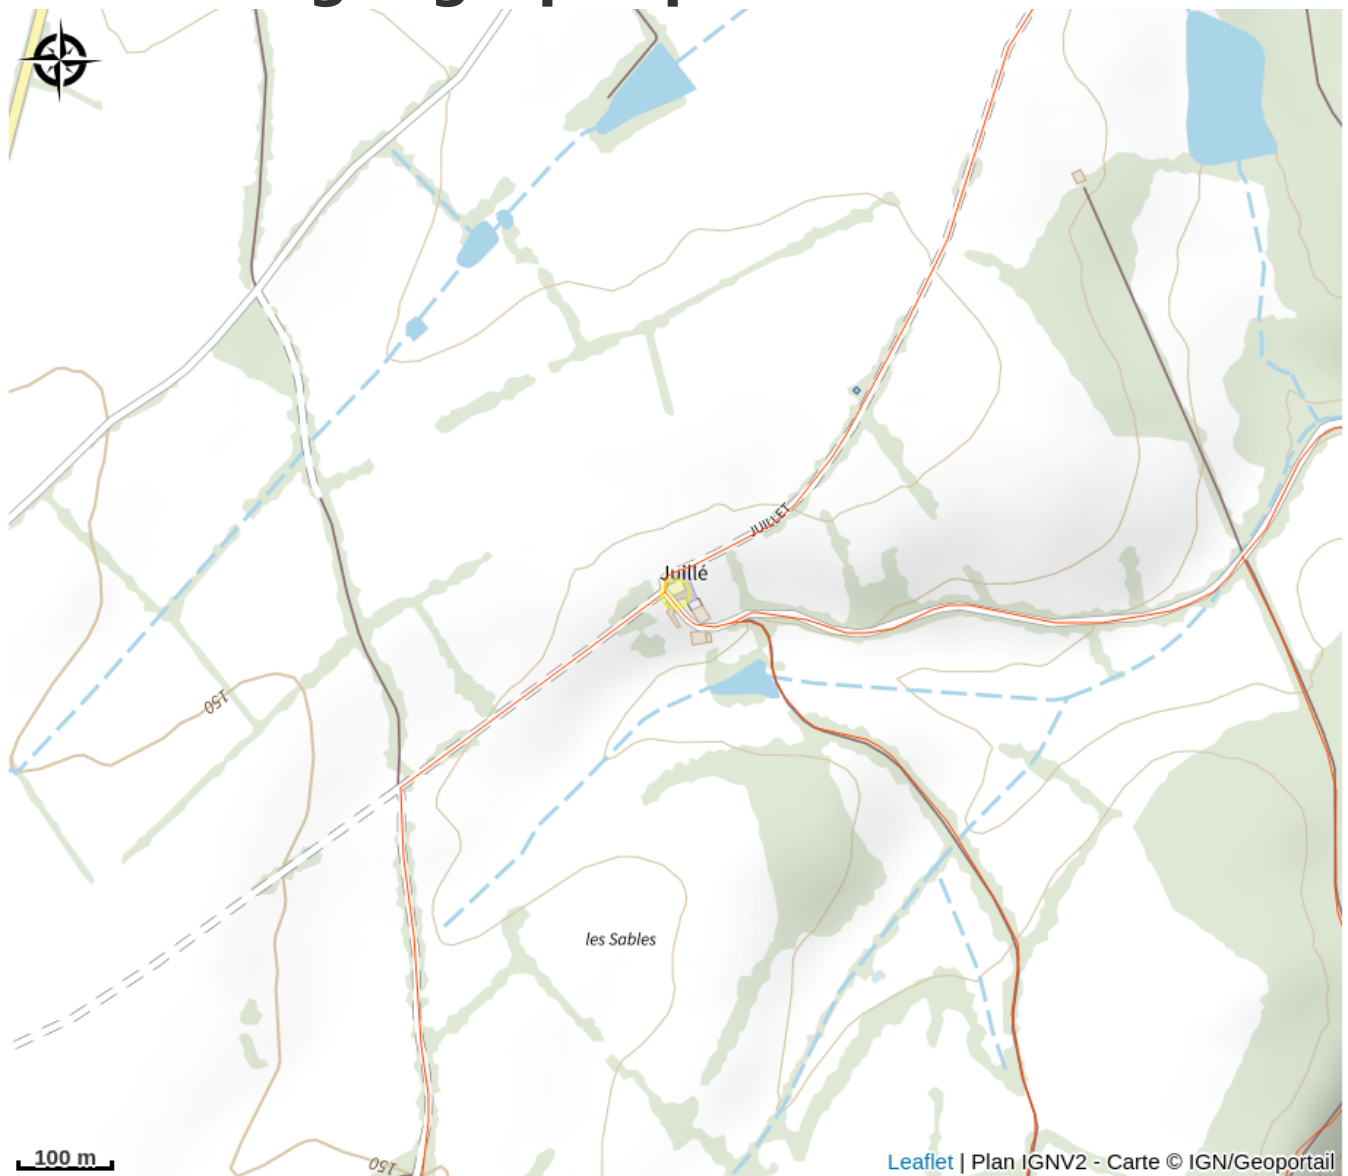 JUILLET
Juillé
150
les Sables
150
100 m
Leaflet | Plan IGNV2 - Carte © IGN/Geoportail